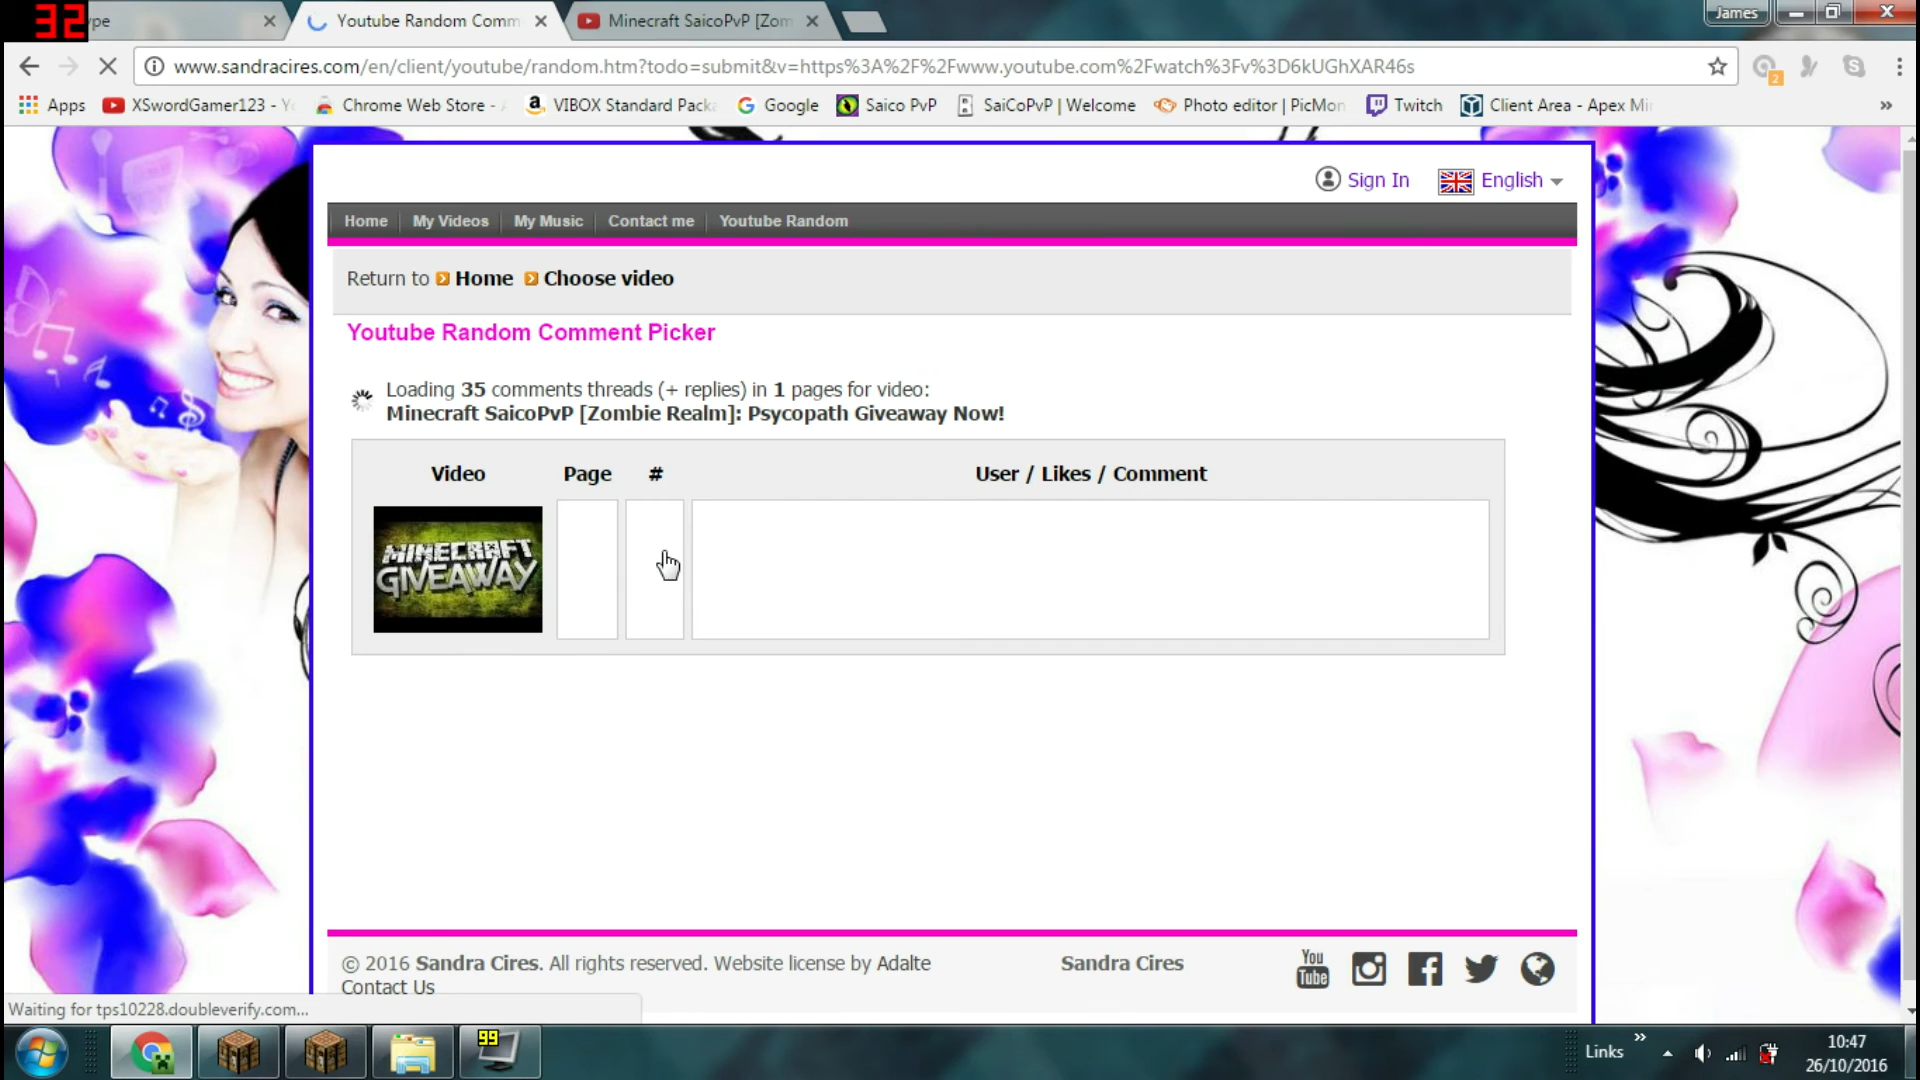 32
ype
Youtube Random Comm
Minecraft SaicoPvP [Zom
James
www.sandracires.com/en/client/youtube/random.htm?todo=submit&v=https%3A%2F%2Fwww.youtube.com%2Fwatch%3Fv%3D6kUGhXAR46s
2
Apps
XSwordGamer123 - Y
Chrome Web Store -
VIBOX Standard Pack
Google
Saico PvP
SaiCoPvP | Welcome
Photo editor | PicMon
Twitch
Client Area - Apex Mi
»
Sign In
English
Home
My Videos
My Music
Contact me
Youtube Random
Return to Home Choose video
Youtube Random Comment Picker
Loading 35 comments threads (+ replies) in 1 pages for video:
Minecraft SaicoPvP [Zombie Realm]: Psycopath Giveaway Now!
Video
Page
#
User / Likes / Comment
MINECRAFT
GIVEAWAY
© 2016 Sandra Cires. All rights reserved. Website license by Adalte
Contact Us
Sandra Cires
You
Tube
Waiting for tps10228.doubleverify.com...
99
Links
»
10:47
26/10/2016